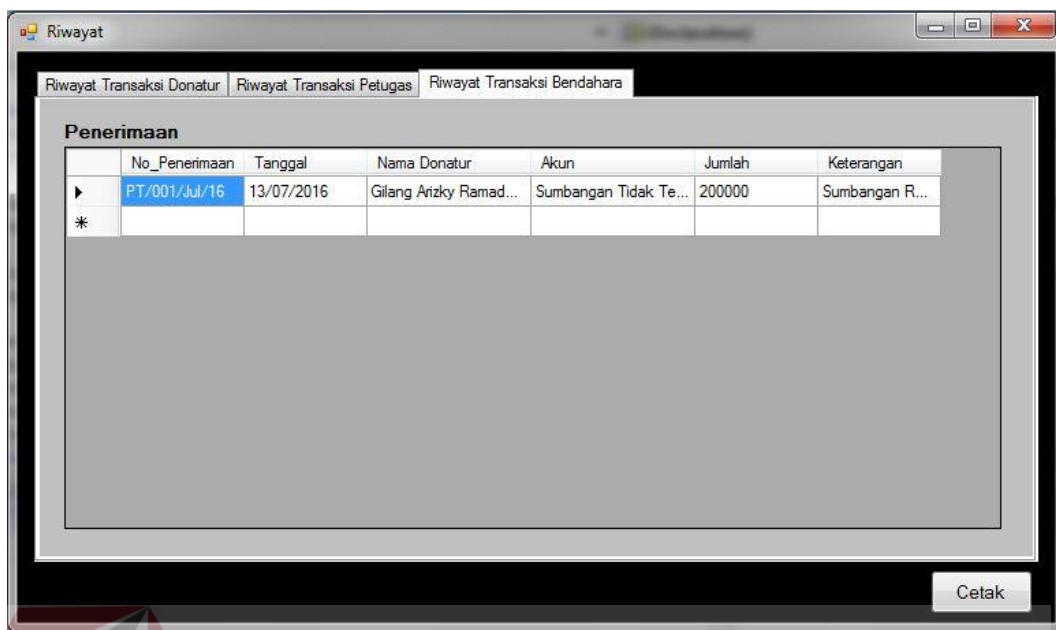 Riwayat
Riwayat Transaksi Donatur Riwayat Transaksi Petugas Riwayat Transaksi Bendahara
Penerimaan
No_Penerimaan Tanggal Nama Donatur Akun Jumlah Keterangan
PT/001/Jul/16 13/07/2016 Gilang Arizky Ramad... Sumbangan Tidak Te... 200000 Sumbangan R...
Cetak